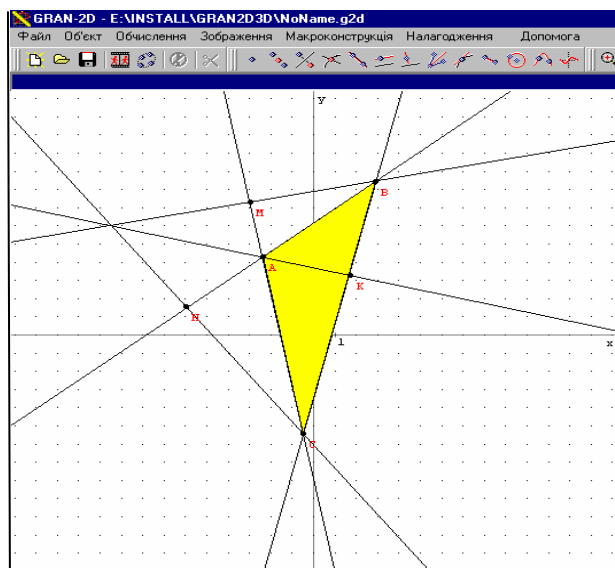 GRAN-2D - E:\INSTALL\GRAN2D3D\NoName.g2d
Файл Об'єкт Обчислення Зображення Макроконструкція Налагодження Допомога
y
B
M
A
K
N
1
x
C